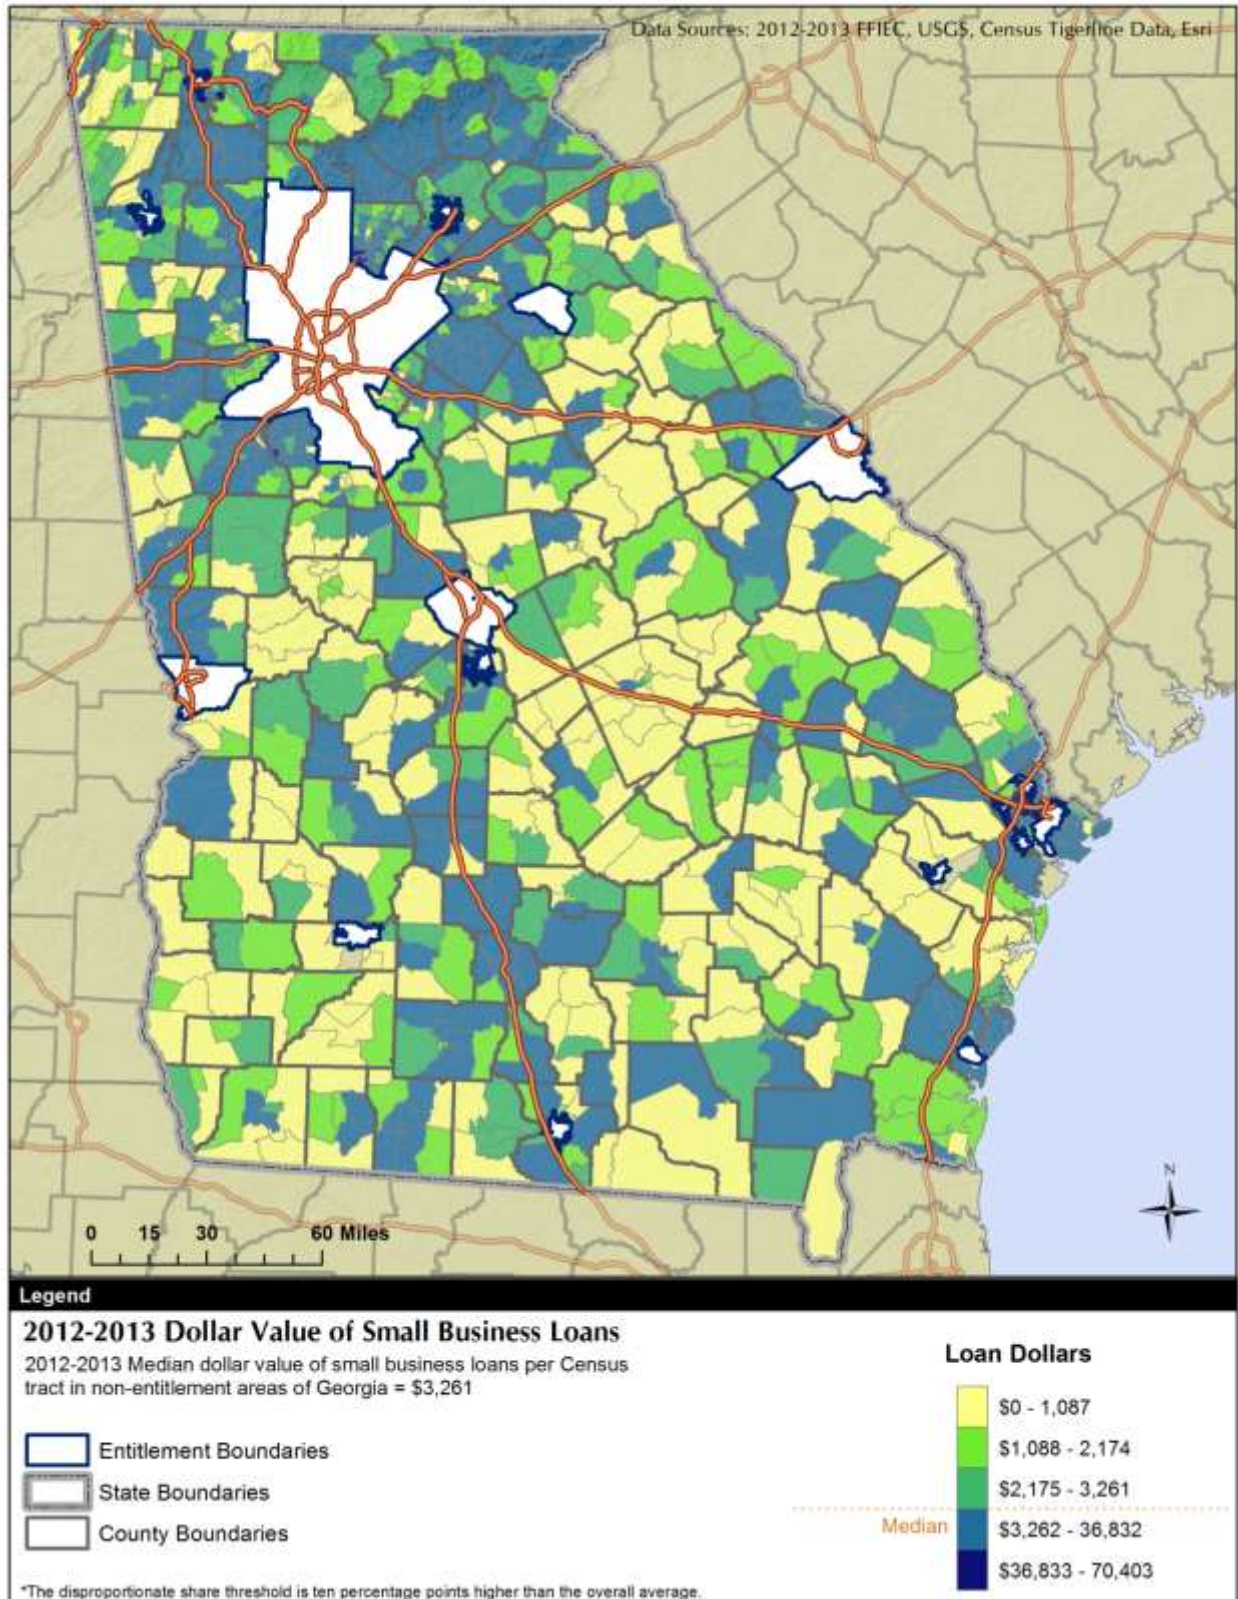 Data Sources: 2012-2013 FFIEC, USGS, Census Tigerline Data, Esri
N
0 15 30 60 Miles
Legend
2012-2013 Dollar Value of Small Business Loans
2012-2013 Median dollar value of small business loans per Census
tract in non-entitlement areas of Georgia = $3,261
Entitlement Boundaries
State Boundaries
County Boundaries
*The disproportionate share threshold is ten percentage points higher than the overall average.
Loan Dollars
$0 - 1,087
$1,088 - 2,174
$2,175 - 3,261
Median
$3,262 - 36,832
$36,833 - 70,403